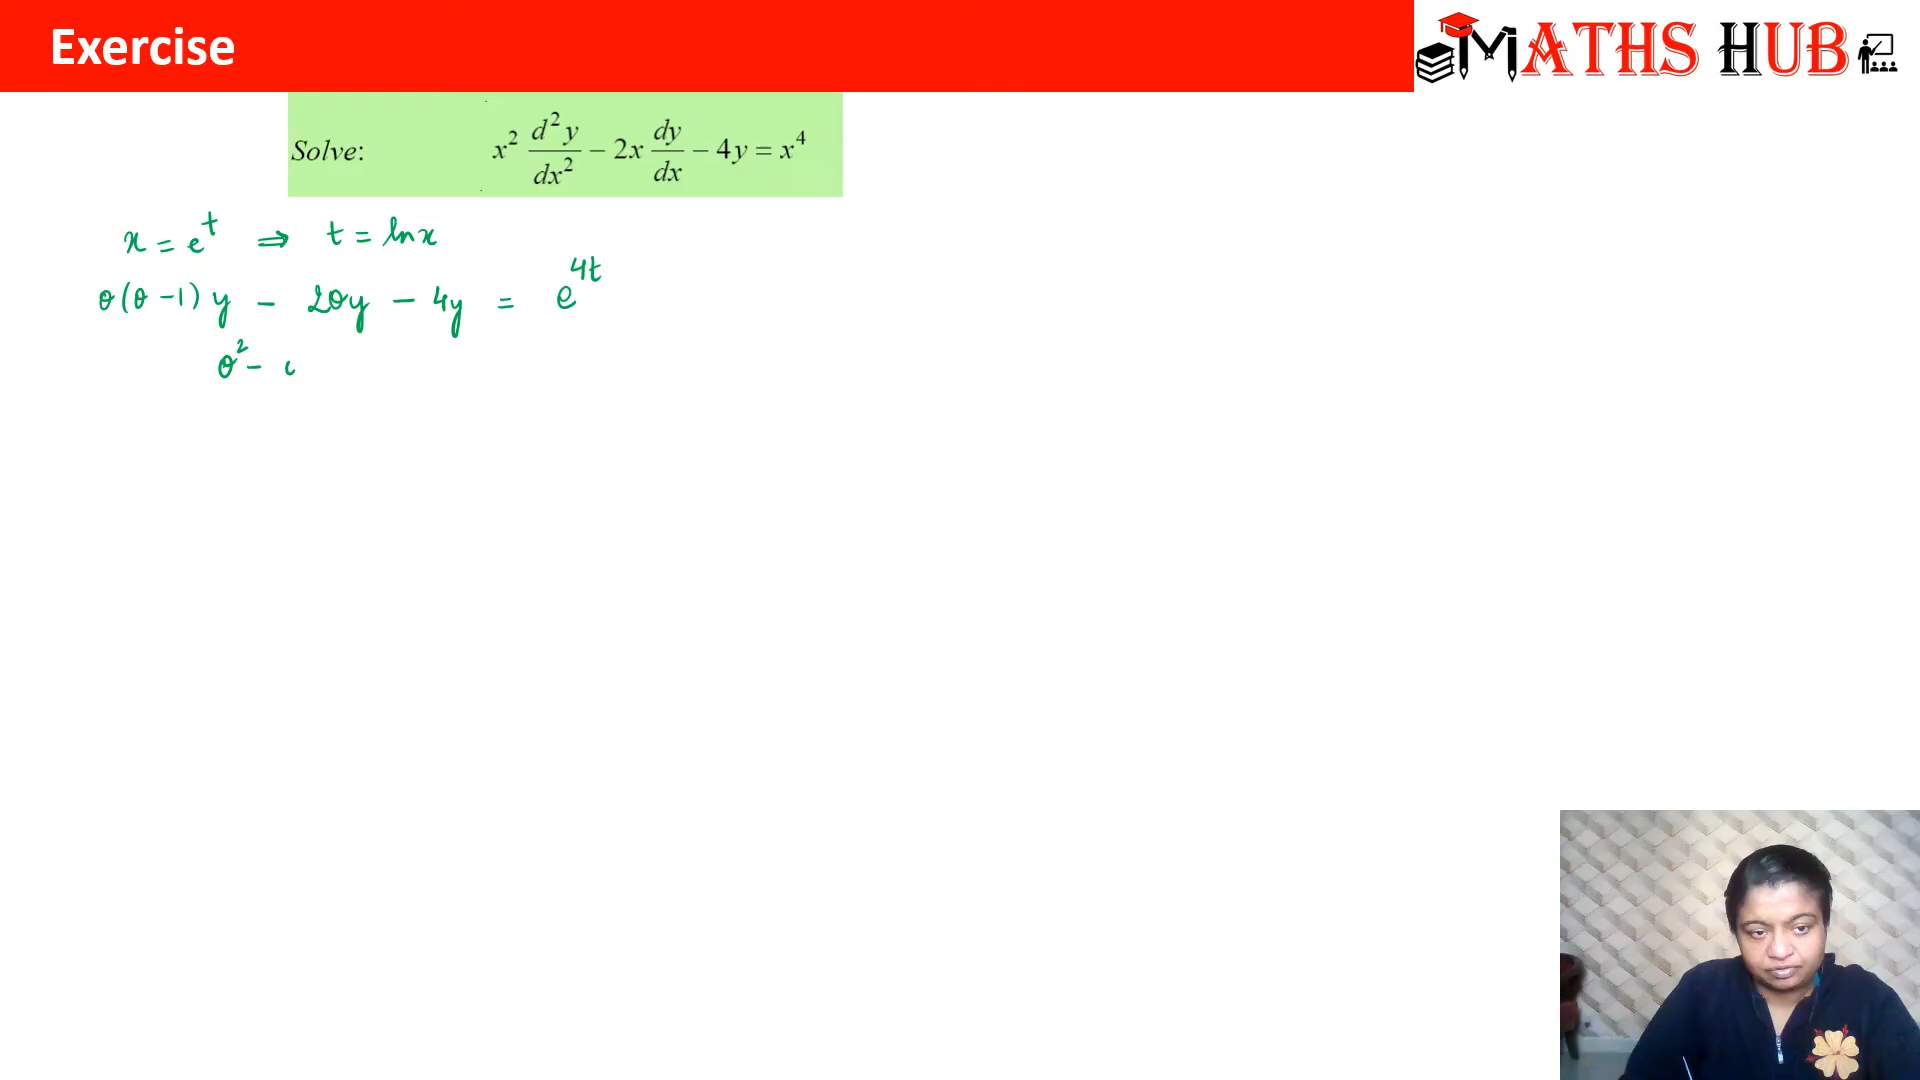 Exercise
MATHS HUB
Solve: x² d²y/dx² − 2x dy/dx − 4y = x⁴
x = e^t ⇒ t = ln x
θ(θ −1) y − 2θy − 4y = e^4t
θ² −